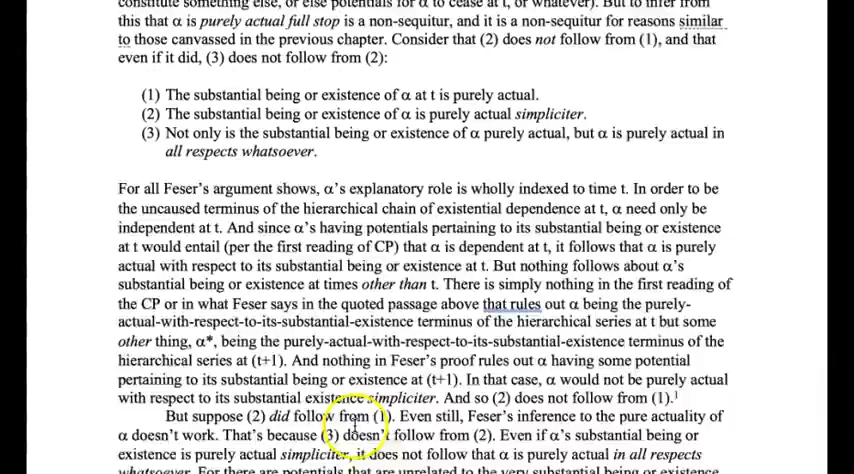 constitute something else, or else potentials for α to cease at t, or whatever). But to infer from
this that α is purely actual full stop is a non-sequitur, and it is a non-sequitur for reasons similar
to those canvassed in the previous chapter. Consider that (2) does not follow from (1), and that
even if it did, (3) does not follow from (2):
(1) The substantial being or existence of α at t is purely actual.
(2) The substantial being or existence of α is purely actual simpliciter.
(3) Not only is the substantial being or existence of α purely actual, but α is purely actual in
all respects whatsoever.
For all Feser's argument shows, α's explanatory role is wholly indexed to time t. In order to be
the uncaused terminus of the hierarchical chain of existential dependence at t, α need only be
independent at t. And since α's having potentials pertaining to its substantial being or existence
at t would entail (per the first reading of CP) that α is dependent at t, it follows that α is purely
actual with respect to its substantial being or existence at t. But nothing follows about α's
substantial being or existence at times other than t. There is simply nothing in the first reading of
the CP or in what Feser says in the quoted passage above that rules out α being the purely-
actual-with-respect-to-its-substantial-existence terminus of the hierarchical series at t but some
other thing, α*, being the purely-actual-with-respect-to-its-substantial-existence terminus of the
hierarchical series at (t+1). And nothing in Feser's proof rules out α having some potential
pertaining to its substantial being or existence at (t+1). In that case, α would not be purely actual
with respect to its substantial existence simpliciter. And so (2) does not follow from (1).¹
But suppose (2) did follow from (1). Even still, Feser's inference to the pure actuality of
α doesn't work. That's because (3) doesn't follow from (2). Even if α's substantial being or
existence is purely actual simpliciter, it does not follow that α is purely actual in all respects
whatsoever. For there are potentials that are unrelated to the very substantial being or existence